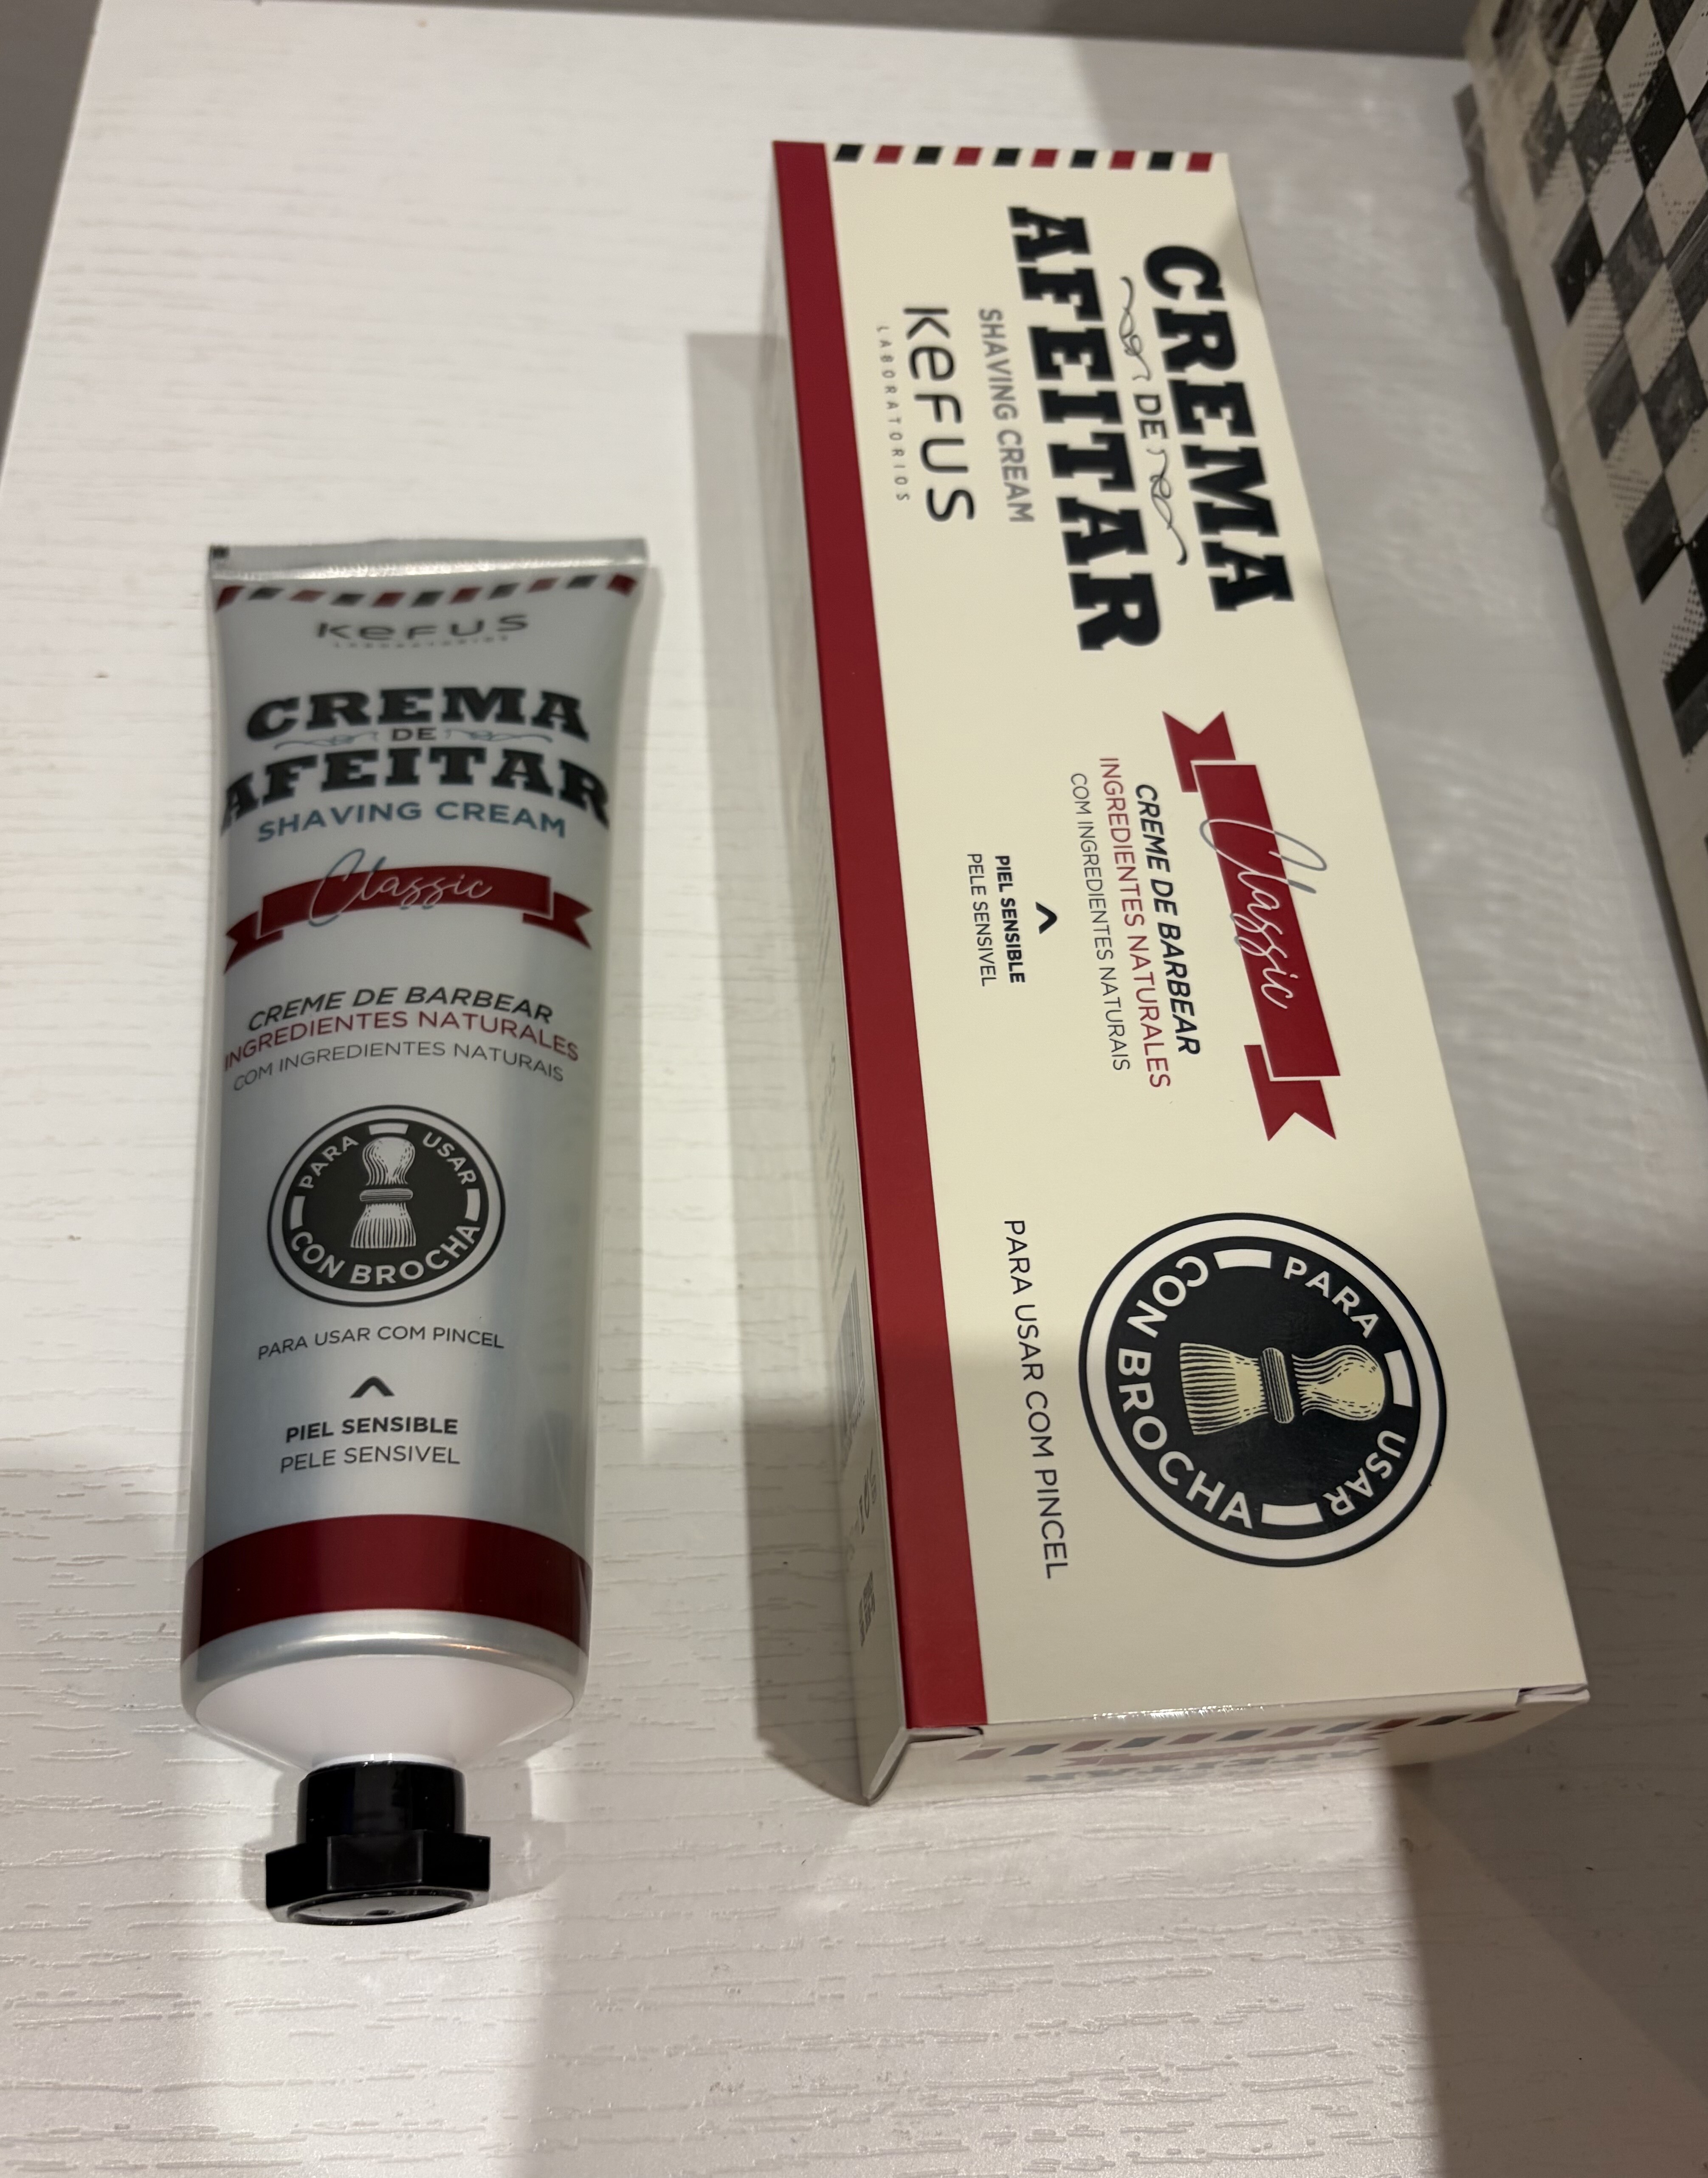 KeFUS
LABORATORIOS
CREMA
DE
AFEITAR
SHAVING CREAM
Classic
CREME DE BARBEAR
INGREDIENTES NATURALES
COM INGREDIENTES NATURAIS
PARA USAR
CON BROCHA
PARA USAR COM PINCEL
PIEL SENSIBLE
PELE SENSIVEL
CREMA
DE
AFEITAR
SHAVING CREAM
KeFUS
LABORATORIOS
Classic
CREME DE BARBEAR
INGREDIENTES NATURALES
COM INGREDIENTES NATURAIS
PIEL SENSIBLE
PELE SENSIVEL
PARA USAR
CON BROCHA
PARA USAR COM PINCEL